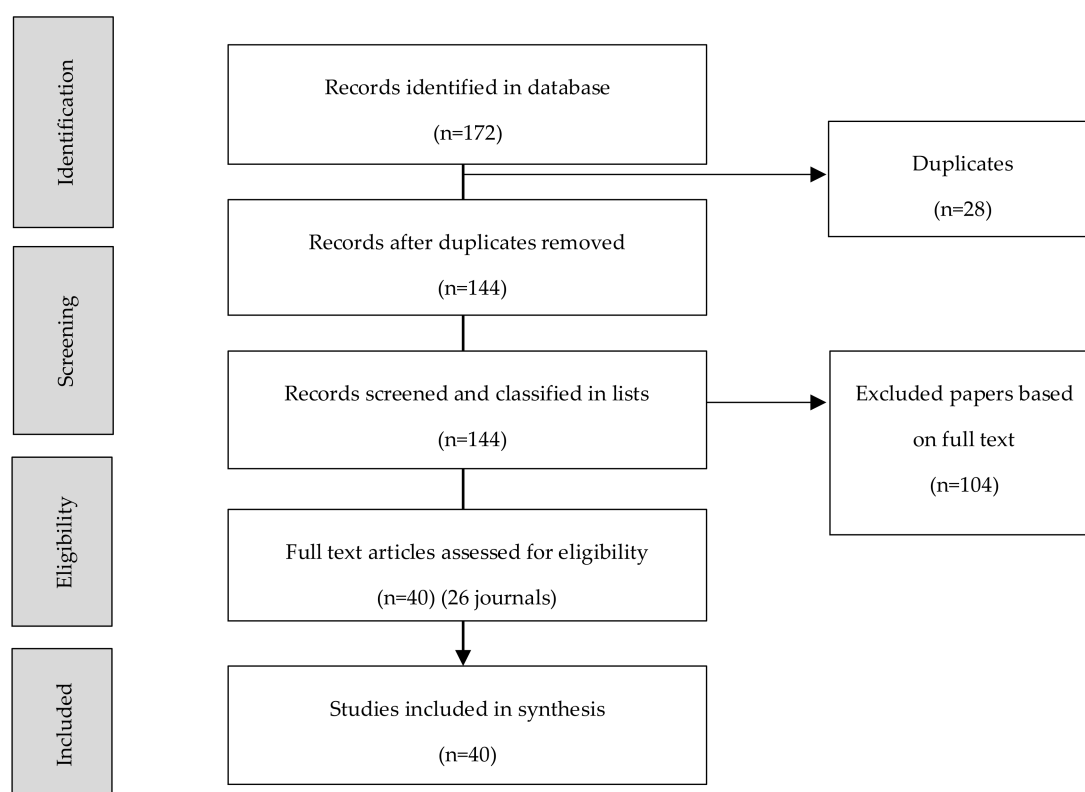 Identification
Records identified in database
(n=172)
Duplicates
(n=28)
Records after duplicates removed
(n=144)
Screening
Records screened and classified in lists
(n=144)
Excluded papers based
on full text
(n=104)
Eligibility
Full text articles assessed for eligibility
(n=40) (26 journals)
Included
Studies included in synthesis
(n=40)